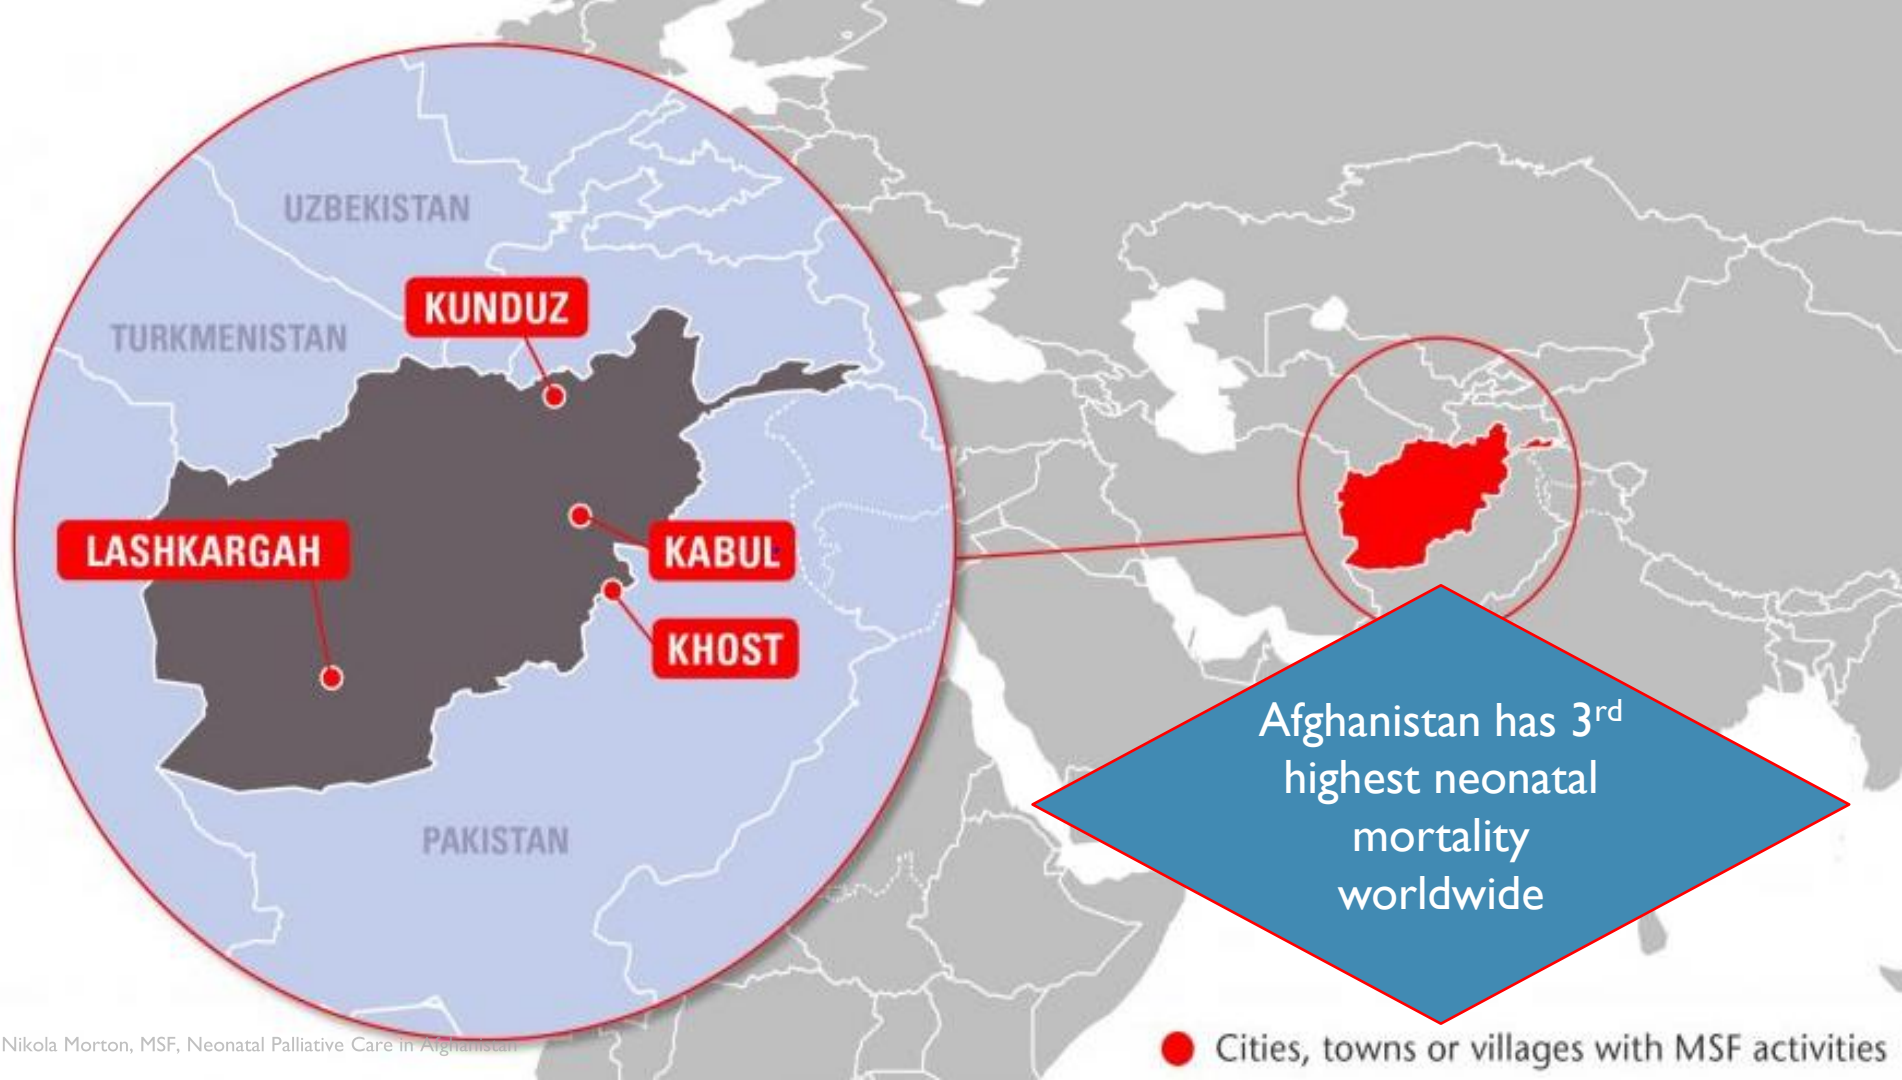 UZBEKISTAN
KUNDUZ
TURKMENISTAN
LASHKARGAH
KABUL
KHOST
PAKISTAN
Afghanistan has 3rd
highest neonatal
mortality
worldwide
Nikola Morton, MSF, Neonatal Palliative Care in Afghanistan
Cities, towns or villages with MSF activities